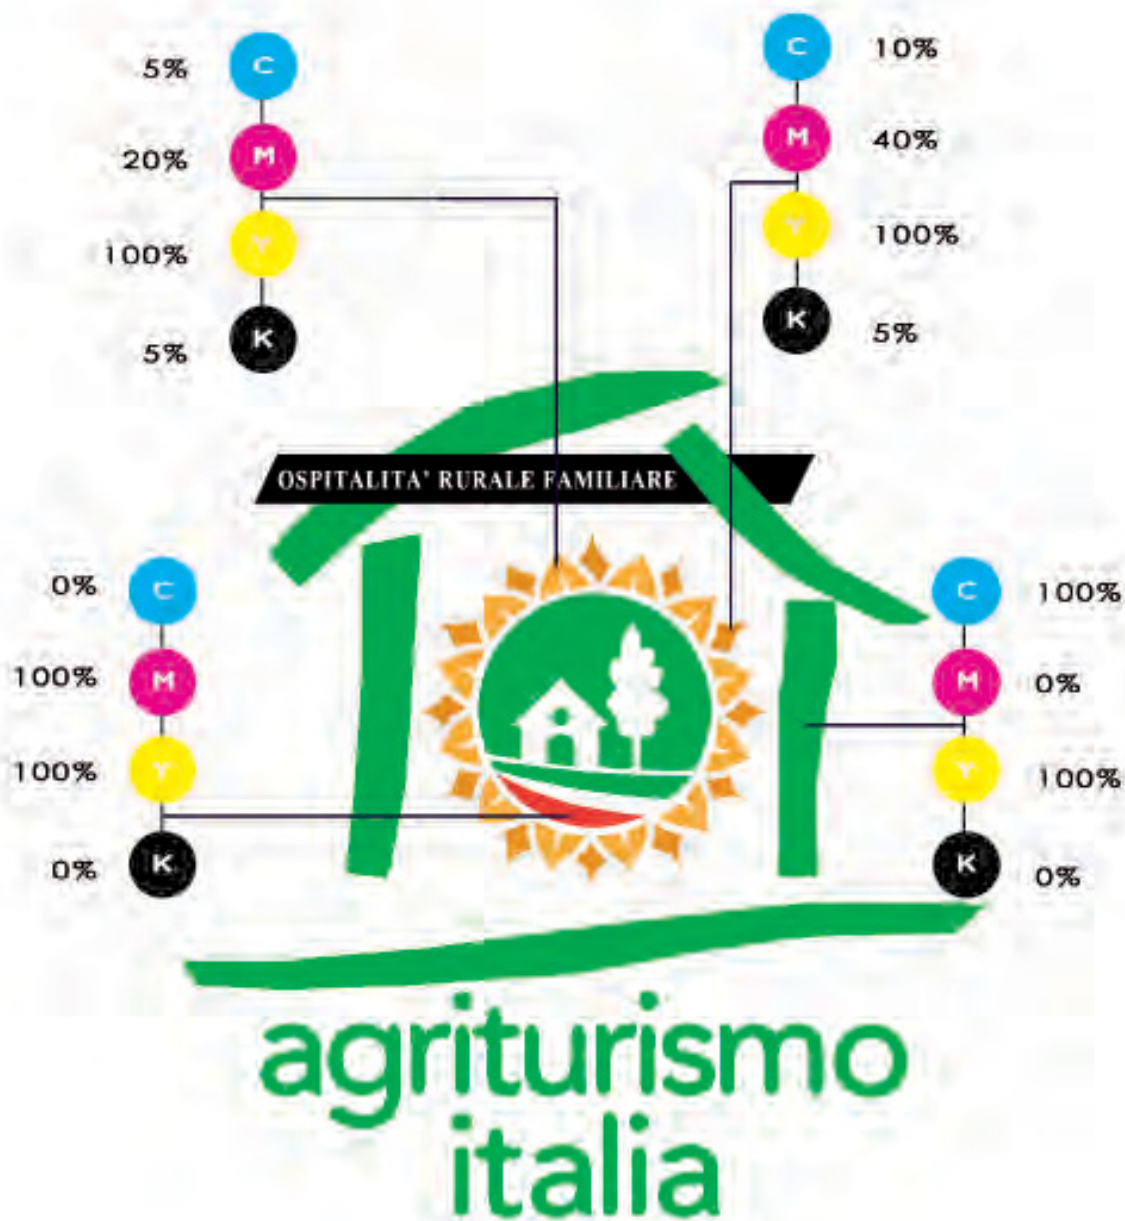 5% C
20% M
100% Y
5% K
C 10%
M 40%
Y 100%
K 5%
OSPITALITA' RURALE FAMILIARE
0% C
100% M
100% Y
0% K
C 100%
M 0%
Y 100%
K 0%
agriturismo
italia